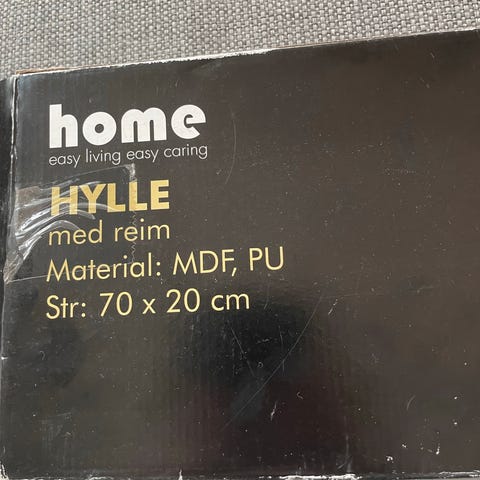 home
easy living easy caring
HYLLE
med reim
Material: MDF, PU
Str: 70 x 20 cm